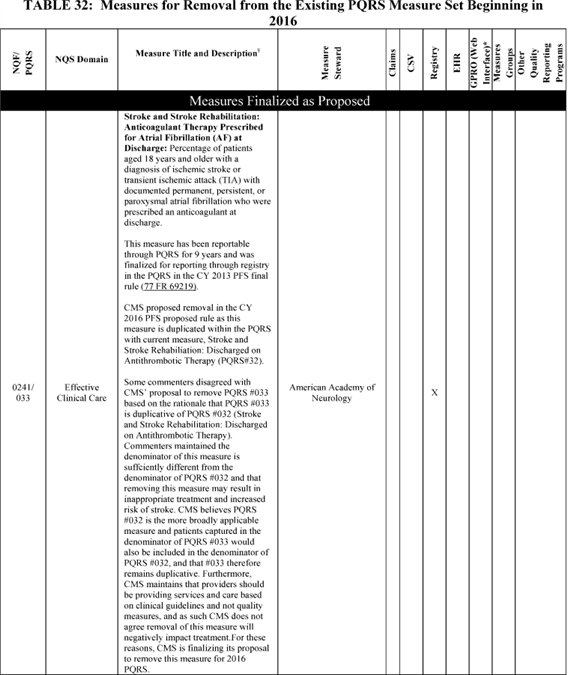 TABLE 32: Measures for Removal from the Existing PQRS Measure Set Beginning in
2016
NQF/
PQRS
NQS Domain
Measure Title and Description¹
Measure
Steward
Claims
CSV
Registry
EHR
GPRO (Web
Interface)*
Measures
Groups
Other
Quality
Reporting
Programs
Measures Finalized as Proposed
0241/
033
Effective
Clinical Care
Stroke and Stroke Rehabilitation:
Anticoagulant Therapy Prescribed
for Atrial Fibrillation (AF) at
Discharge: Percentage of patients
aged 18 years and older with a
diagnosis of ischemic stroke or
transient ischemic attack (TIA) with
documented permanent, persistent, or
paroxysmal atrial fibrillation who were
prescribed an anticoagulant at
discharge.
This measure has been reportable
through PQRS for 9 years and was
finalized for reporting through registry
in the PQRS in the CY 2013 PFS final
rule (77 FR 69219).
CMS proposed removal in the CY
2016 PFS proposed rule as this
measure is duplicated within the PQRS
with current measure, Stroke and
Stroke Rehabiliation: Discharged on
Antithrombotic Therapy (PQRS#32).
Some commenters disagreed with
CMS' proposal to remove PQRS #033
based on the rationale that PQRS #033
is duplicative of PQRS #032 (Stroke
and Stroke Rehabilitation: Discharged
on Antithrombotic Therapy).
Commenters maintained the
denominator of this measure is
suffciently different from the
denominator of PQRS #032 and that
removing this measure may result in
inappropriate treatment and increased
risk of stroke. CMS believes PQRS
#032 is the more broadly applicable
measure and patients captured in the
denominator of PQRS #033 would
also be included in the denominator of
PQRS #032, and that #033 therefore
remains duplicative. Furthermore,
CMS maintains that providers should
be providing services and care based
on clinical guidelines and not quality
measures, and as such CMS does not
agree removal of this measure will
negatively impact treatment.For these
reasons, CMS is finalizing its proposal
to remove this measure for 2016
PQRS.
American Academy of
Neurology
X